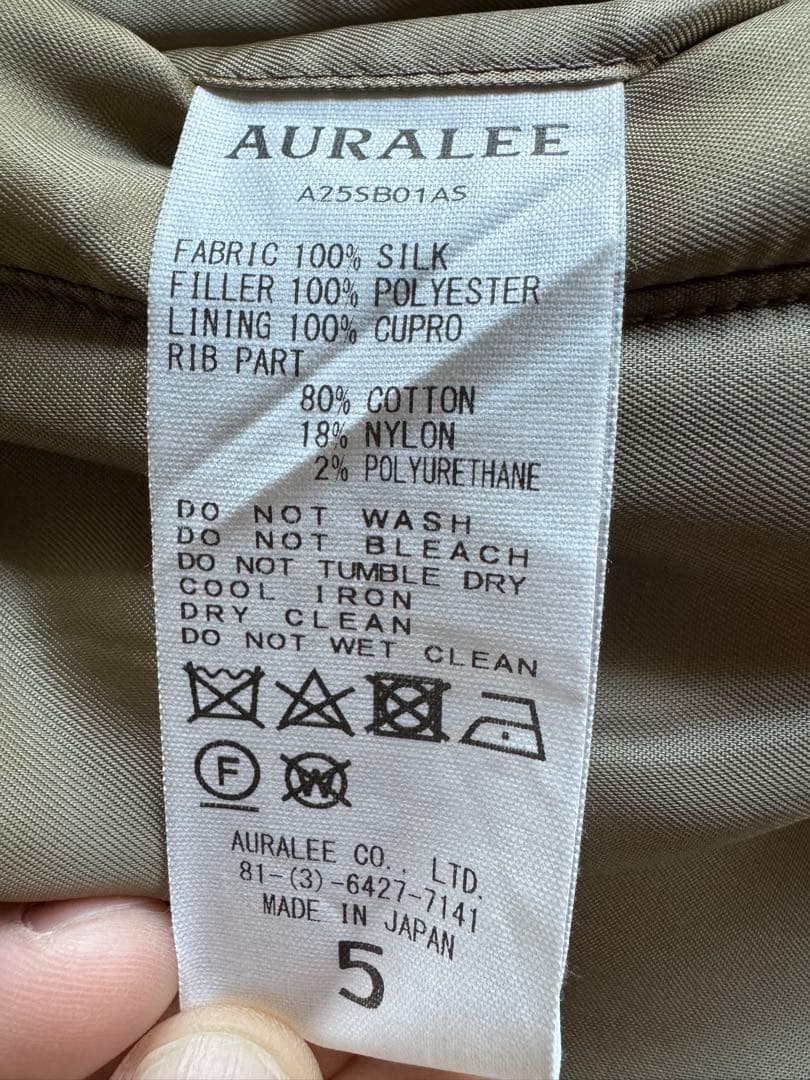 AURALEE
A25SB01AS
FABRIC 100% SILK
FILLER 100% POLYESTER
LINING 100% CUPRO
RIB PART
80% COTTON
18% NYLON
2% POLYURETHANE
DO NOT WASH
DO NOT BLEACH
DO NOT TUMBLE DRY
COOL IRON
DRY CLEAN
DO NOT WET CLEAN
F W
AURALEE CO., LTD.
81-(3)-6427-7141
MADE IN JAPAN
5